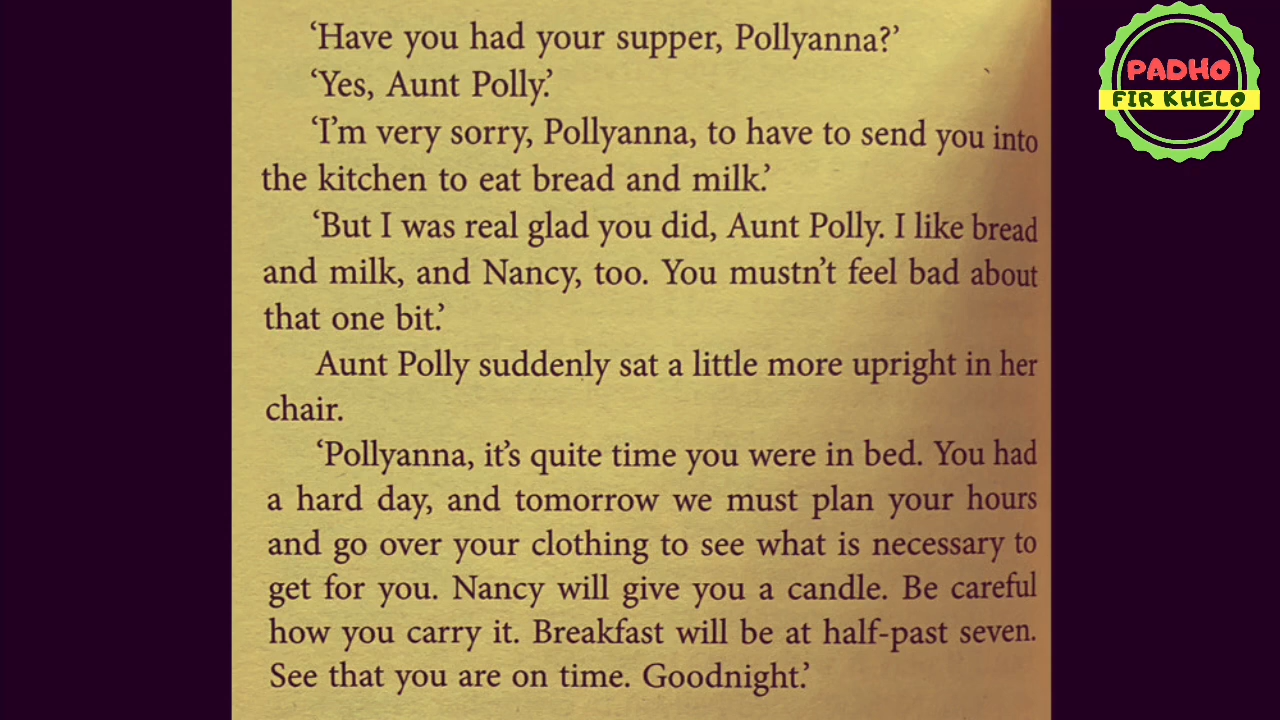 ‘Have you had your supper, Pollyanna?’
‘Yes, Aunt Polly.’
‘I’m very sorry, Pollyanna, to have to send you into
the kitchen to eat bread and milk.’
‘But I was real glad you did, Aunt Polly. I like bread
and milk, and Nancy, too. You mustn’t feel bad about
that one bit.’
Aunt Polly suddenly sat a little more upright in her
chair.
‘Pollyanna, it’s quite time you were in bed. You had
a hard day, and tomorrow we must plan your hours
and go over your clothing to see what is necessary to
get for you. Nancy will give you a candle. Be careful
how you carry it. Breakfast will be at half-past seven.
See that you are on time. Goodnight.’
PADHO
FIR KHELO